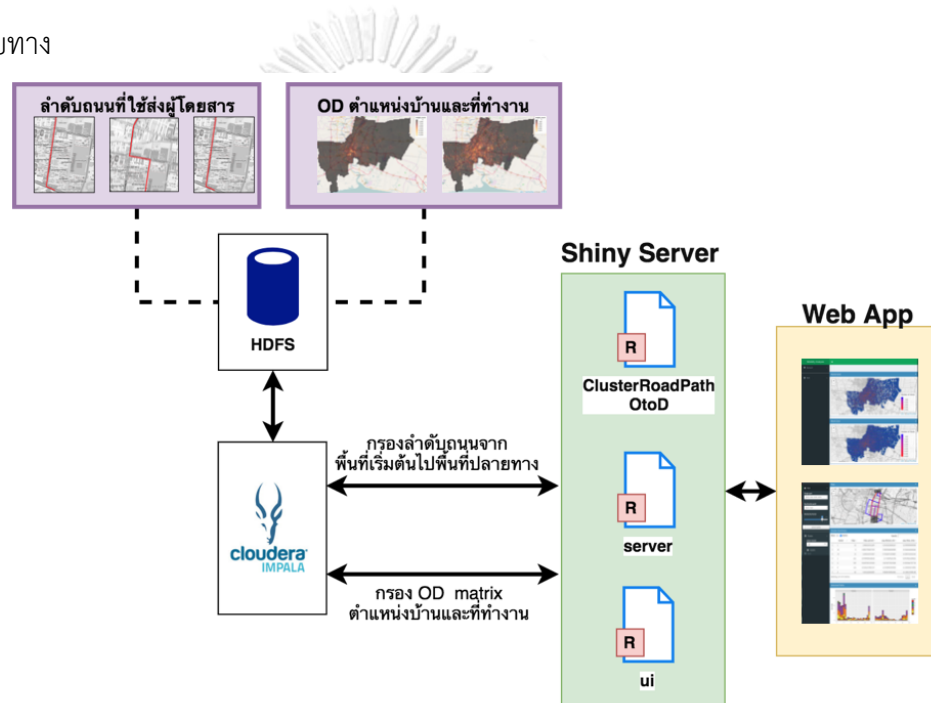 ลำดับถนนที่ใช้ส่งผู้โดยสาร
OD ตำแหน่งบ้านและที่ทำงาน
HDFS
Shiny Server
R
ClusterRoadPath
OtoD
Web App
กรองลำดับถนนจาก
พื้นที่เริ่มต้นไปพื้นที่ปลายทาง
cloudera
IMPALA
R
server
กรอง OD matrix
ตำแหน่งบ้านและที่ทำงาน
R
ui